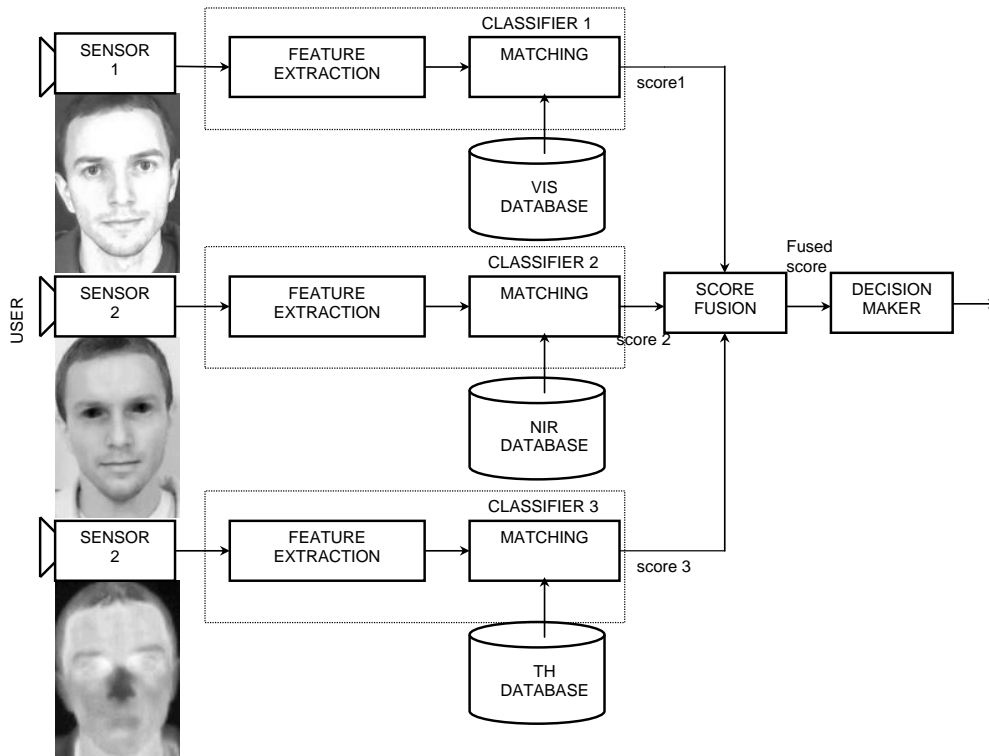 CLASSIFIER 1
SENSOR
1
FEATURE
EXTRACTION
MATCHING
score1
VIS
DATABASE
USER
CLASSIFIER 2
SENSOR
2
FEATURE
EXTRACTION
MATCHING
score 2
SCORE
FUSION
Fused
score
DECISION
MAKER
NIR
DATABASE
CLASSIFIER 3
SENSOR
2
FEATURE
EXTRACTION
MATCHING
score 3
TH
DATABASE